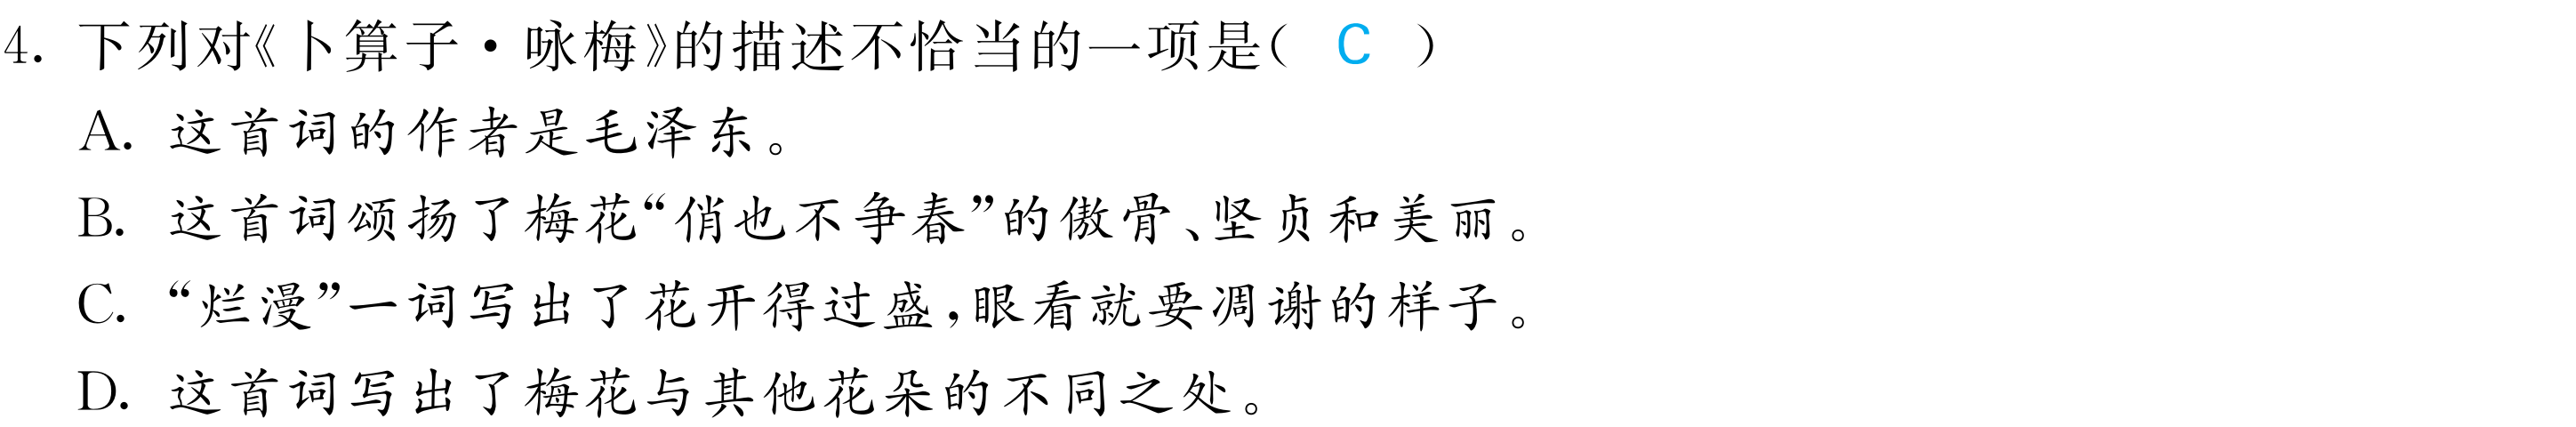 4. 下列对《卜算子·咏梅》的描述不恰当的一项是( C )
A. 这首词的作者是毛泽东。
B. 这首词颂扬了梅花“俏也不争春”的傲骨、坚贞和美丽。
C. “烂漫”一词写出了花开得过盛,眼看就要凋谢的样子。
D. 这首词写出了梅花与其他花朵的不同之处。